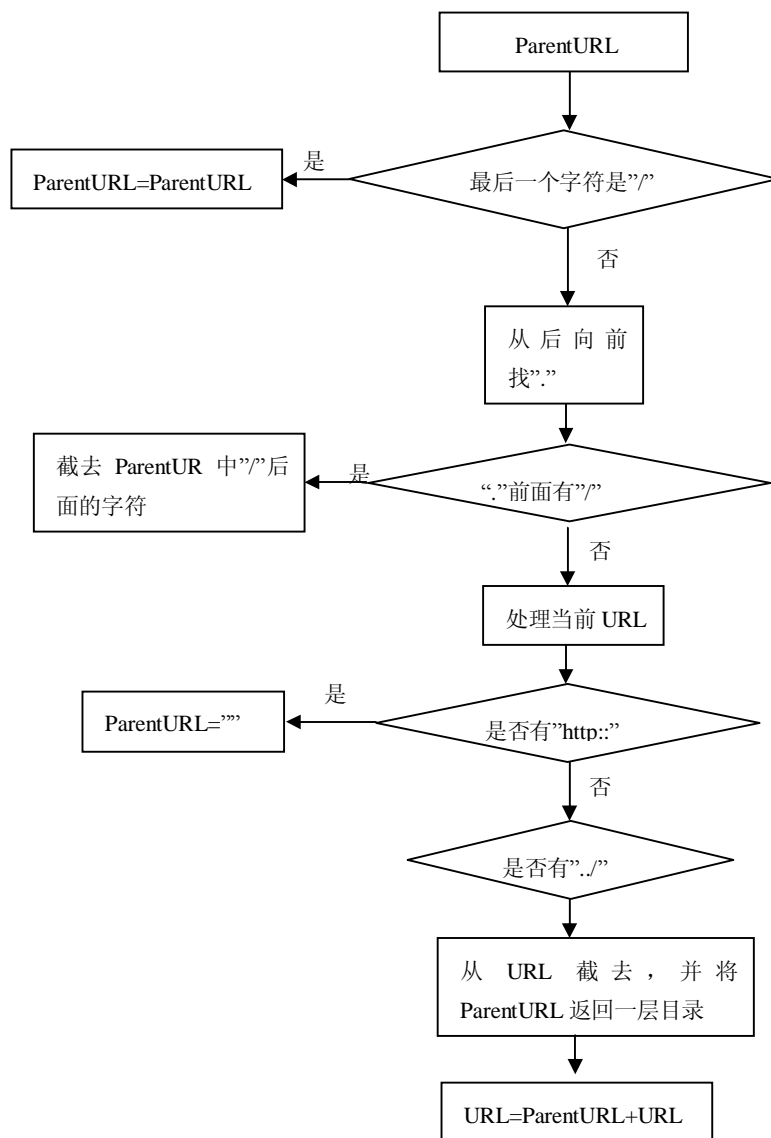 ParentURL
是
ParentURL=ParentURL
最后一个字符是”/”
否
从后向前
找”.”
截去 ParentUR 中”/”后
面的字符
是
“.”前面有”/”
否
处理当前 URL
是
ParentURL=””
是否有”http::”
否
是否有”../”
从 URL 截去，并将
ParentURL 返回一层目录
URL=ParentURL+URL